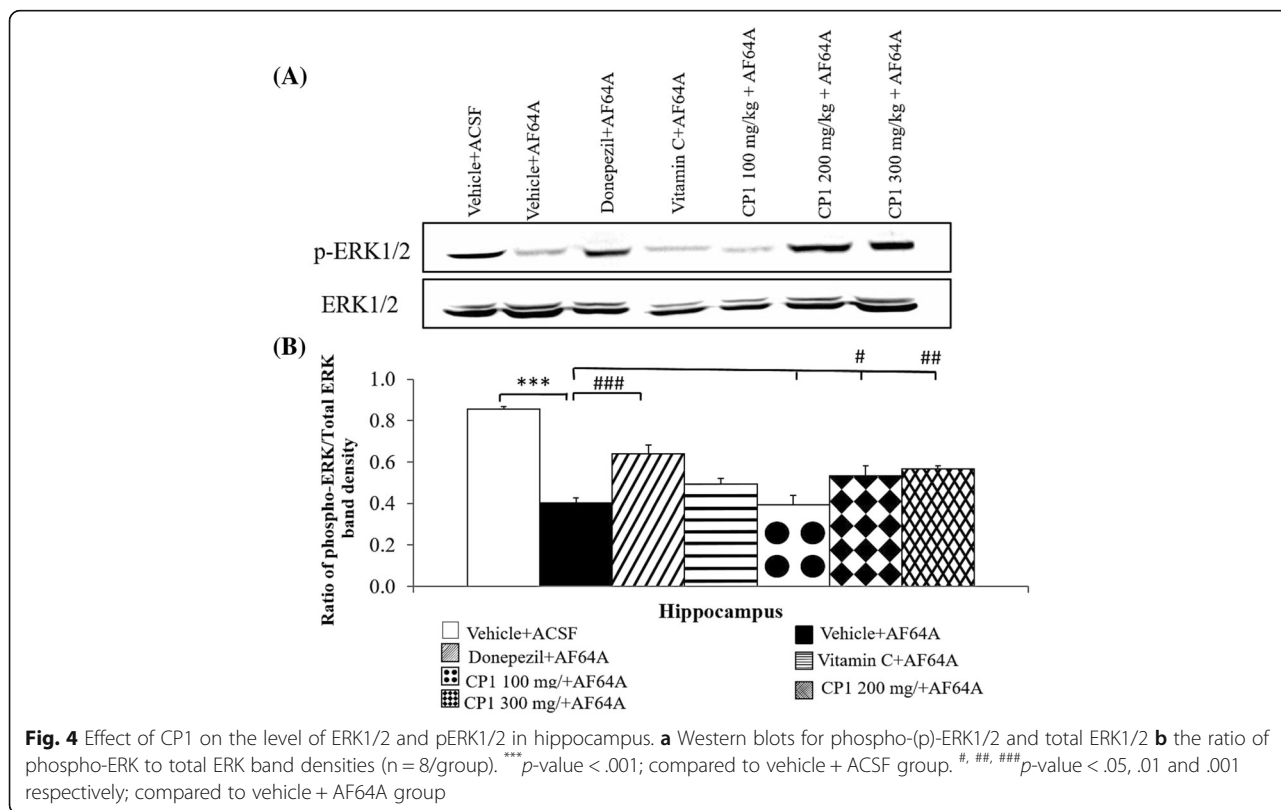 (A)
Vehicle+ACSF
Vehicle+AF64A
Donepezil+AF64A
Vitamin C+AF64A
CP1 100 mg/kg + AF64A
CP1 200 mg/kg + AF64A
CP1 300 mg/kg + AF64A
p-ERK1/2
ERK1/2
(B)
Ratio of phospho-ERK/Total ERK
band density
1.0
0.8
0.6
0.4
0.2
0.0
***
###
#
##
Hippocampus
Vehicle+ACSF
Vehicle+AF64A
Donepezil+AF64A
Vitamin C+AF64A
CP1 100 mg/+AF64A
CP1 200 mg/+AF64A
CP1 300 mg/+AF64A
Fig. 4 Effect of CP1 on the level of ERK1/2 and pERK1/2 in hippocampus. a Western blots for phospho-(p)-ERK1/2 and total ERK1/2 b the ratio of
phospho-ERK to total ERK band densities (n = 8/group). ***p-value < .001; compared to vehicle + ACSF group. #, ##, ###p-value < .05, .01 and .001
respectively; compared to vehicle + AF64A group